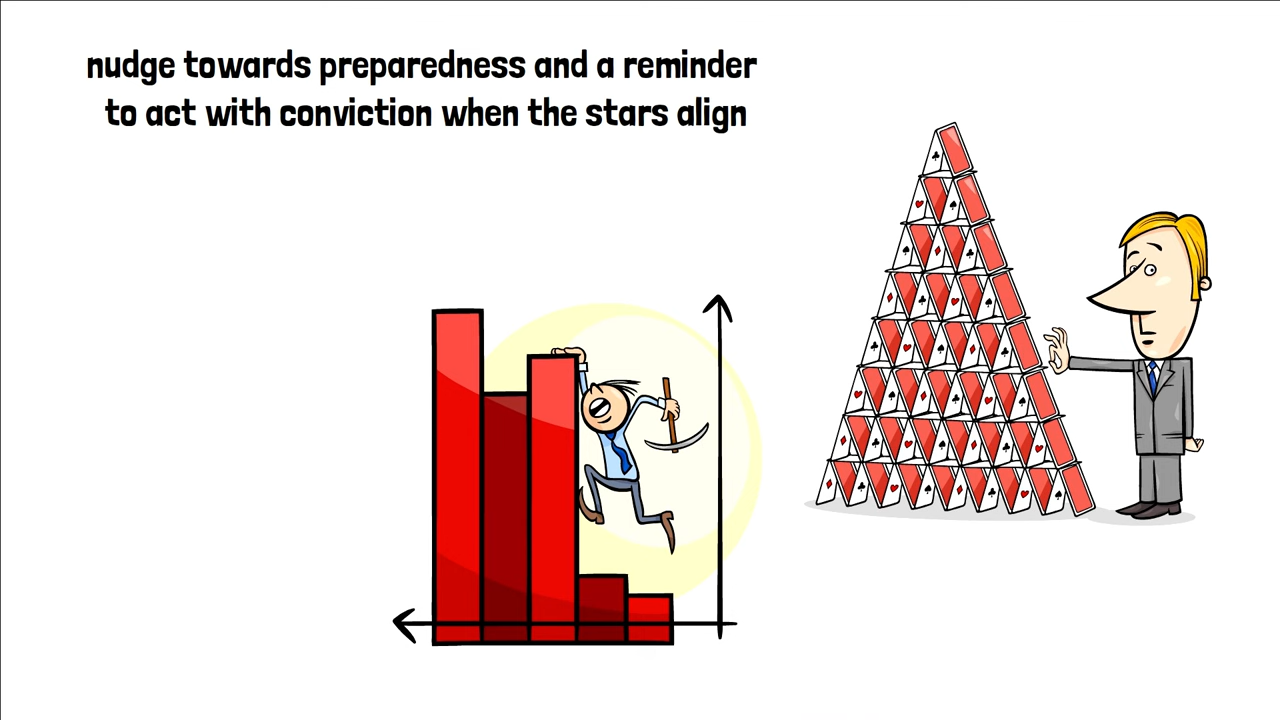 nudge towards preparedness and a reminder
to act with conviction when the stars align